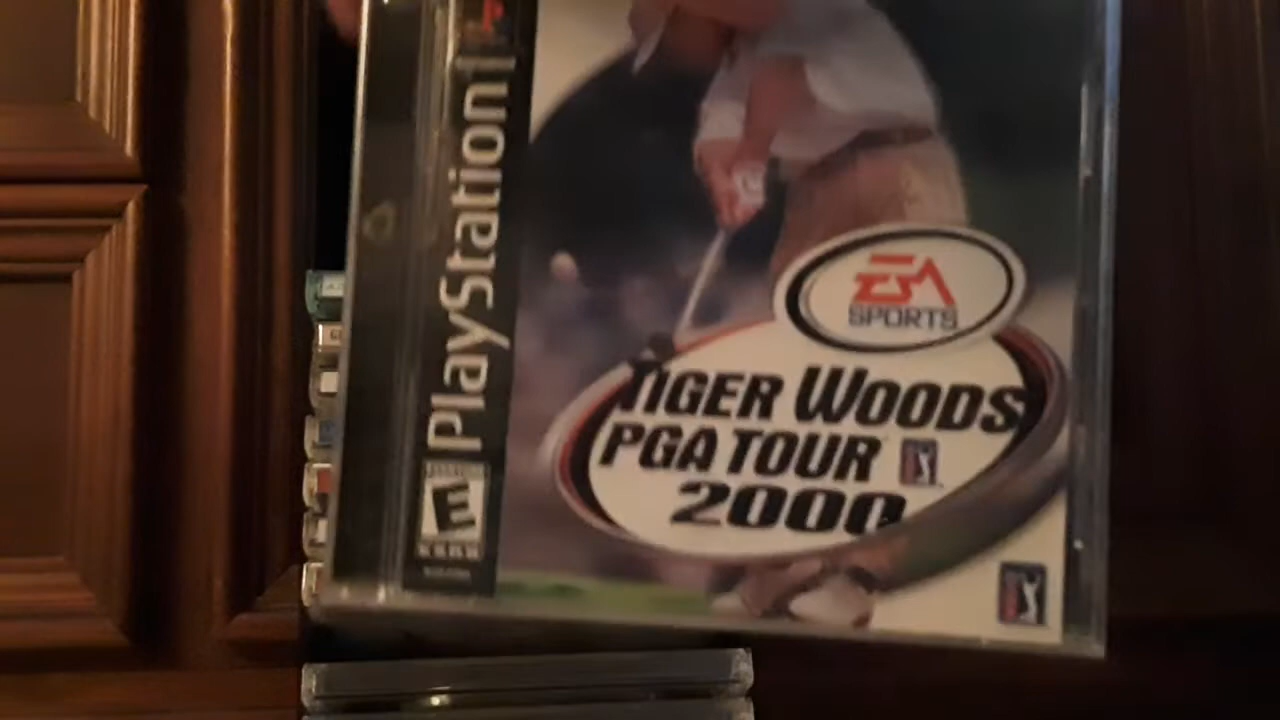 PlayStation
E
EA
SPORTS
TIGER WOODS
PGA TOUR
2000